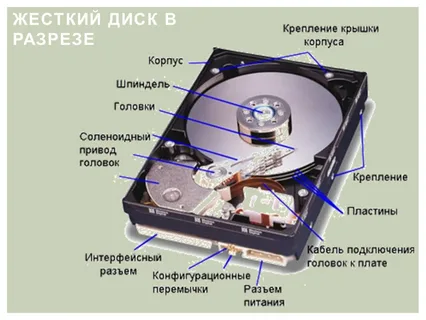 ЖЕСТКИЙ ДИСК В
РАЗРЕЗЕ
Крепление крышки
корпуса
Корпус
Шпиндель
Головки
Соленоидный
привод
головок
Крепление
Пластины
Кабель подключения
головок к плате
Интерфейсный
разъем
Конфигурационные
перемычки
Разъем
питания